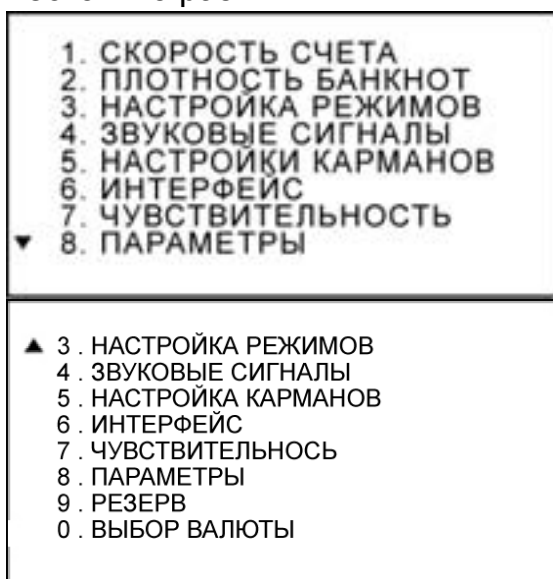 1. СКОРОСТЬ СЧЕТА
2. ПЛОТНОСТЬ БАНКНОТ
3. НАСТРОЙКА РЕЖИМОВ
4. ЗВУКОВЫЕ СИГНАЛЫ
5. НАСТРОЙКИ КАРМАНОВ
6. ИНТЕРФЕЙС
7. ЧУВСТВИТЕЛЬНОСТЬ
▼ 8. ПАРАМЕТРЫ
▲ 3 . НАСТРОЙКА РЕЖИМОВ
4 . ЗВУКОВЫЕ СИГНАЛЫ
5 . НАСТРОЙКА КАРМАНОВ
6 . ИНТЕРФЕЙС
7 . ЧУВСТВИТЕЛЬНОСЬ
8 . ПАРАМЕТРЫ
9 . РЕЗЕРВ
0 . ВЫБОР ВАЛЮТЫ